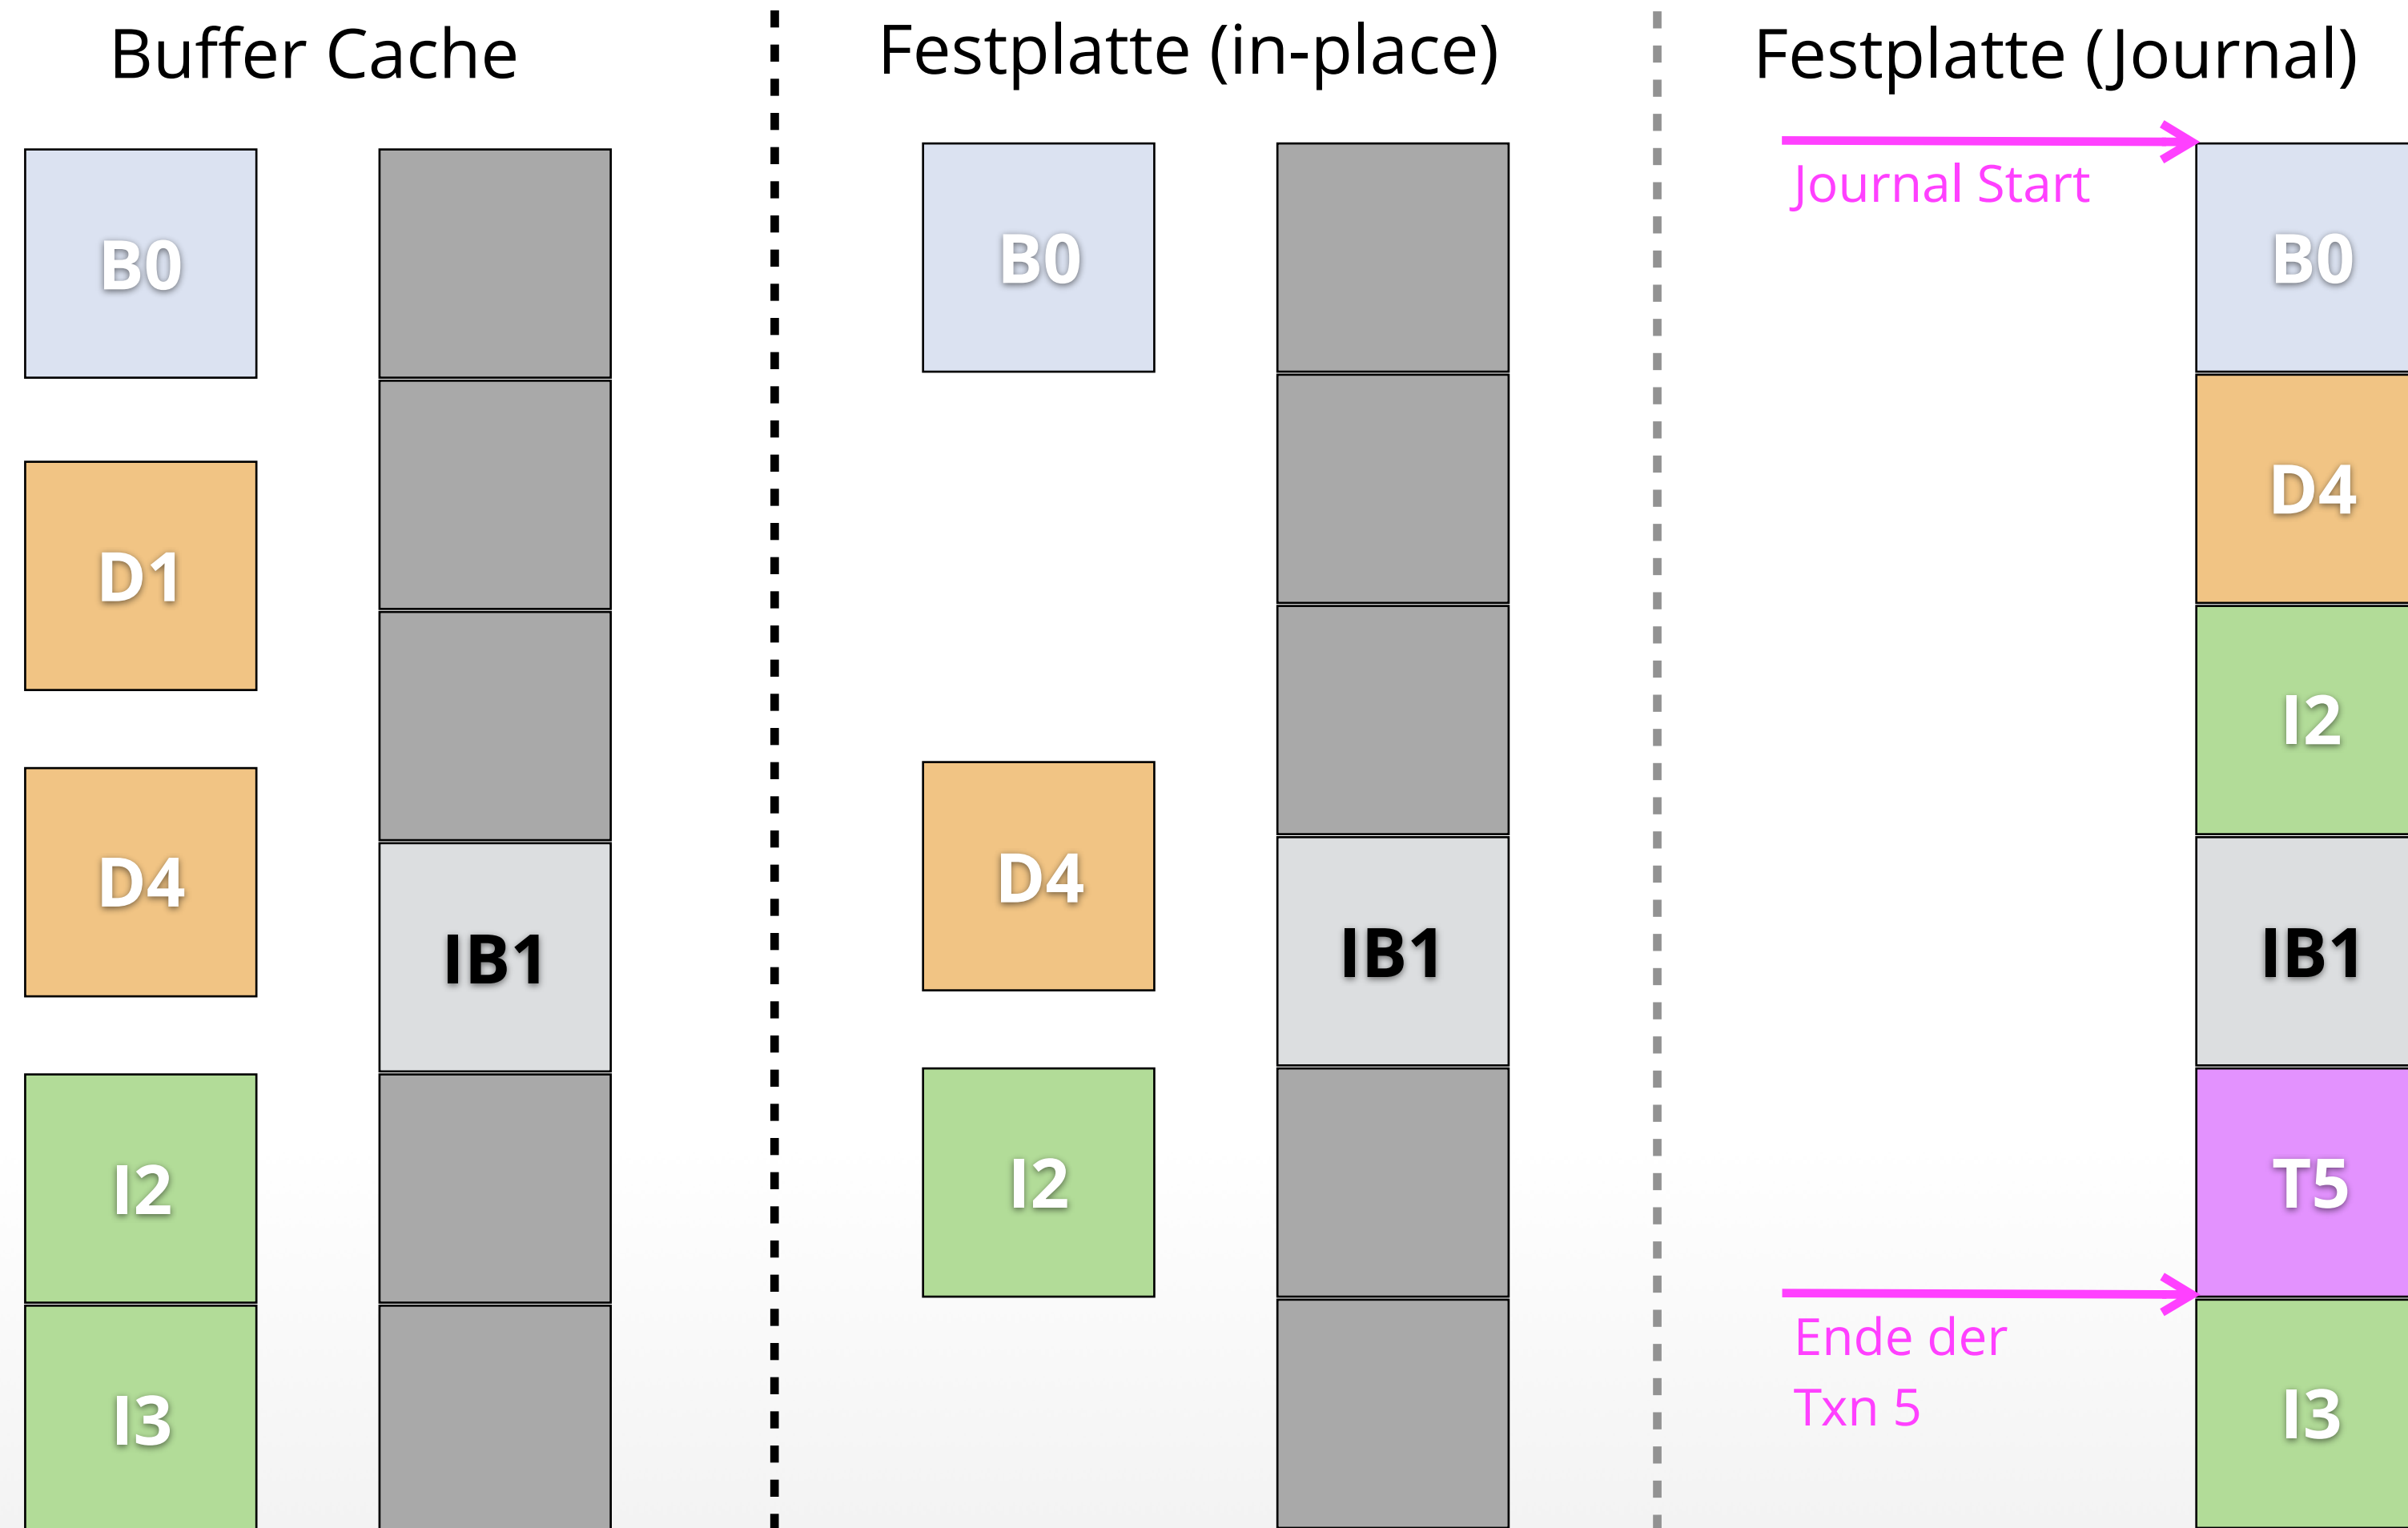 Buffer Cache
B0
D1
D4
I2
I3
IB1
Festplatte (in-place)
B0
D4
I2
IB1
Festplatte (Journal)
Journal Start
B0
D4
I2
IB1
T5
Ende der
Txn 5
I3